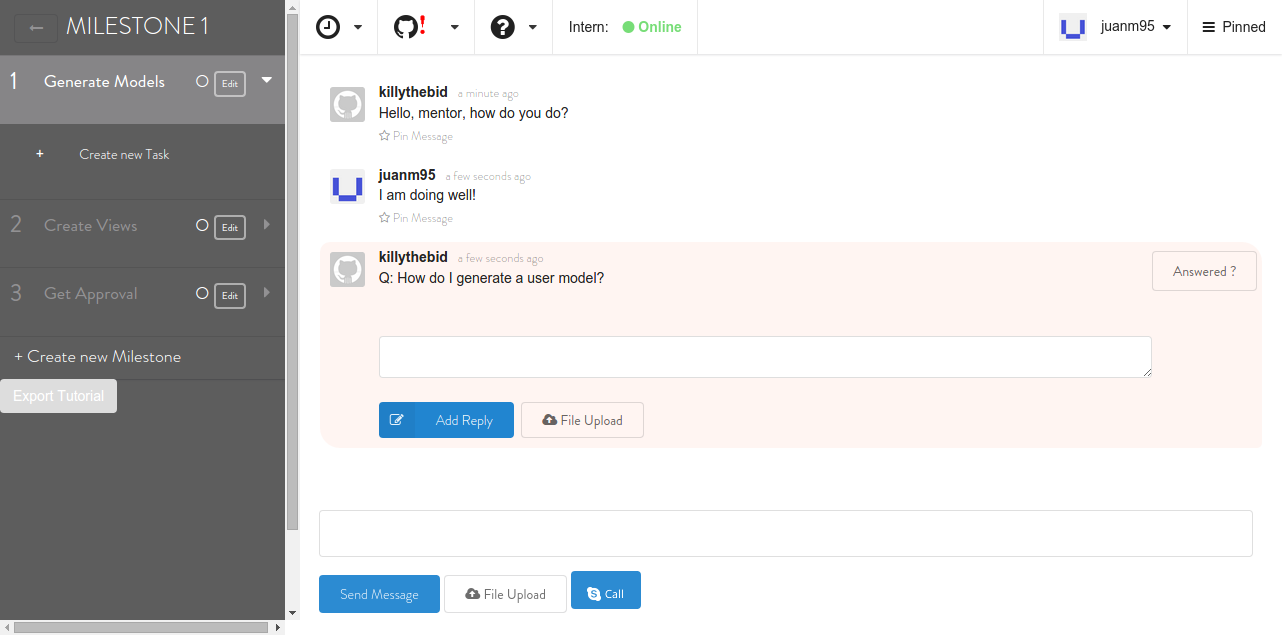 ← MILESTONE 1
1 Generate Models Edit
+ Create new Task
2 Create Views Edit
3 Get Approval Edit
+ Create new Milestone
Export Tutorial
! ? Intern: Online juanm95 Pinned
killythebid a minute ago
Hello, mentor, how do you do?
Pin Message
juanm95 a few seconds ago
I am doing well!
Pin Message
killythebid a few seconds ago
Q: How do I generate a user model?
Answered ?
Add Reply File Upload
Send Message File Upload Call